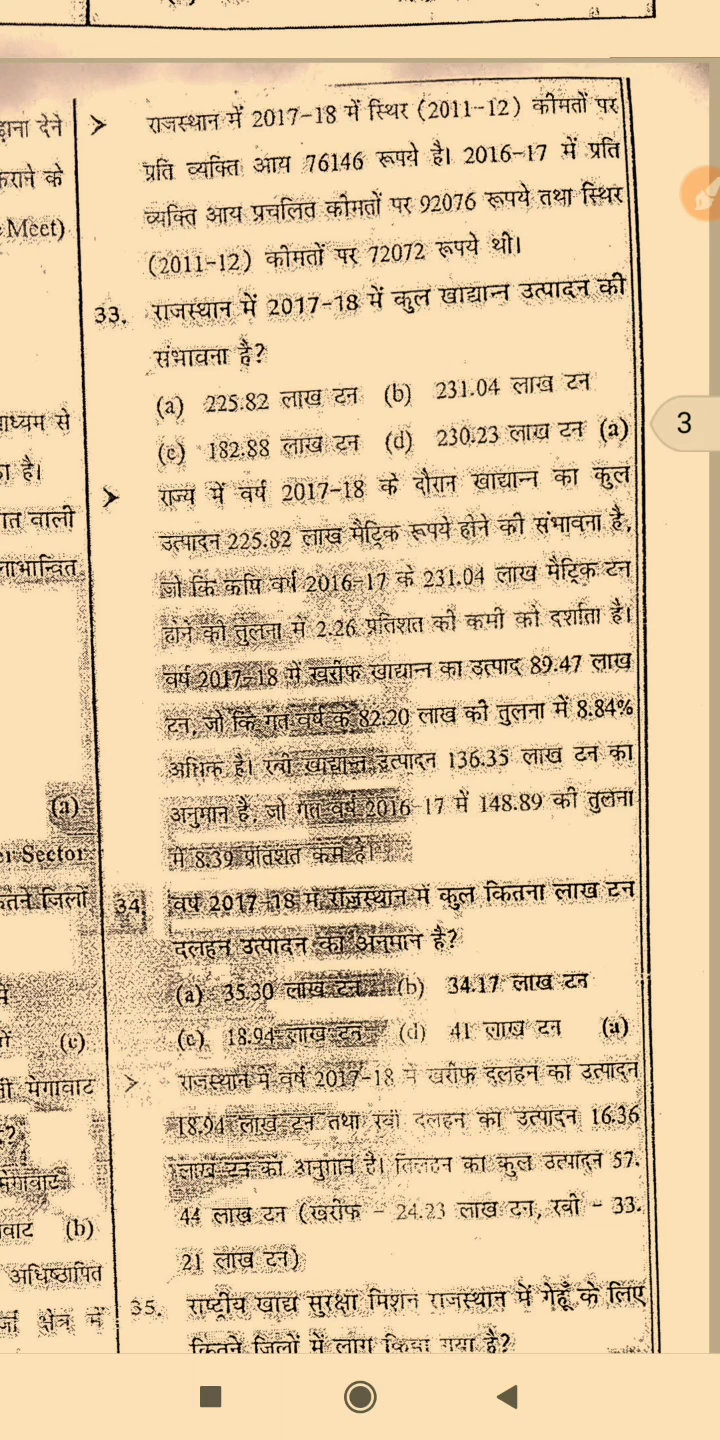 ड़ाना देने
कराने के
Meet)
माध्यम से
का है।
ात वाली
लाभान्वित
(a)
er Sector
कतने जिलों
में
(c)
मेगावाट
?
मेगावाट
वाट (b)
अधिष्ठापित
क्षेत्र में
➤ राजस्थान में 2017-18 में स्थिर (2011-12) कीमतों पर
प्रति व्यक्ति आय 76146 रूपये है। 2016-17 में प्रति
व्यक्ति आय प्रचलित कीमतों पर 92076 रूपये तथा स्थिर
(2011-12) कीमतों पर 72072 रूपये थी।
33. राजस्थान में 2017-18 में कुल खाद्यान्न उत्पादन की
संभावना है?
(a) 225.82 लाख टन (b) 231.04 लाख टन
(c) 182.88 लाख टन (d) 230.23 लाख टन (a)
➤ राज्य में वर्ष 2017-18 के दौरान खाद्यान्न का कुल
उत्पादन 225.82 लाख मैट्रिक रूपये होने की संभावना है,
जो कि कृषि वर्ष 2016-17 के 231.04 लाख मैट्रिक टन
होने की तुलना में 2.26 प्रतिशत की कमी को दर्शाता है।
वर्ष 2017-18 में खरीफ खाद्यान्न का उत्पाद 89.47 लाख
टन, जो कि गत वर्ष के 82.20 लाख की तुलना में 8.84%
अधिक है। रबी खाद्यान्न उत्पादन 136.35 लाख टन का
अनुमान है, जो गत वर्ष 2016-17 में 148.89 की तुलना
में 8.39 प्रतिशत कम है।
34. वर्ष 2017-18 में राजस्थान में कुल कितना लाख टन
दलहन उत्पादन का अनुमान है?
(a) 35.30 लाख टन (b) 34.17 लाख टन
(c) 18.94 लाख टन (d) 41 लाख टन (a)
➤ राजस्थान में वर्ष 2017-18 में खरीफ दलहन का उत्पादन
18.94 लाख टन तथा रबी दलहन का उत्पादन 16.36
लाख टन का अनुमान है। तिलहन का कुल उत्पादन 57.
44 लाख टन (खरीफ - 24.23 लाख टन, रबी - 33.
21 लाख टन)
35. राष्ट्रीय खाद्य सुरक्षा मिशन राजस्थान में गेहूँ के लिए
कितने जिलों में लागू किया गया है?
3